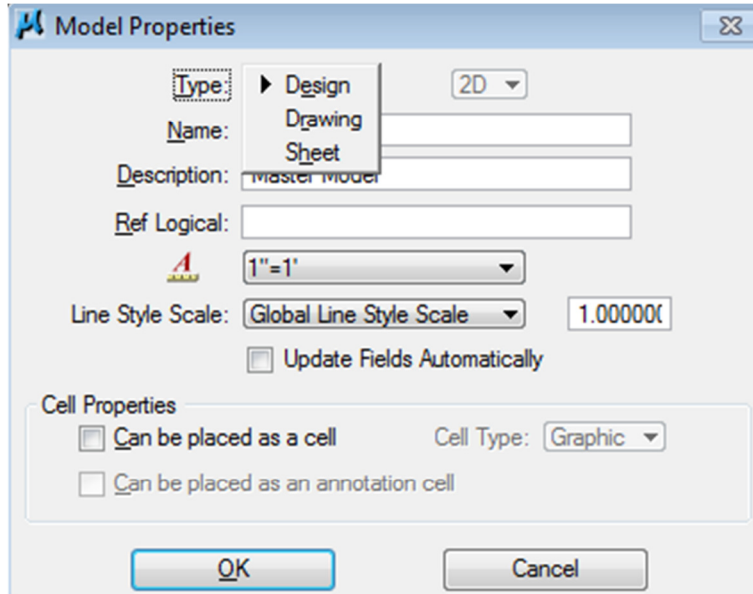 Model Properties
Type: Design 2D
Drawing
Name:
Sheet
Description: Master Model
Ref Logical:
A 1"=1'
Line Style Scale: Global Line Style Scale 1.000000
Update Fields Automatically
Cell Properties
Can be placed as a cell Cell Type: Graphic
Can be placed as an annotation cell
OK Cancel